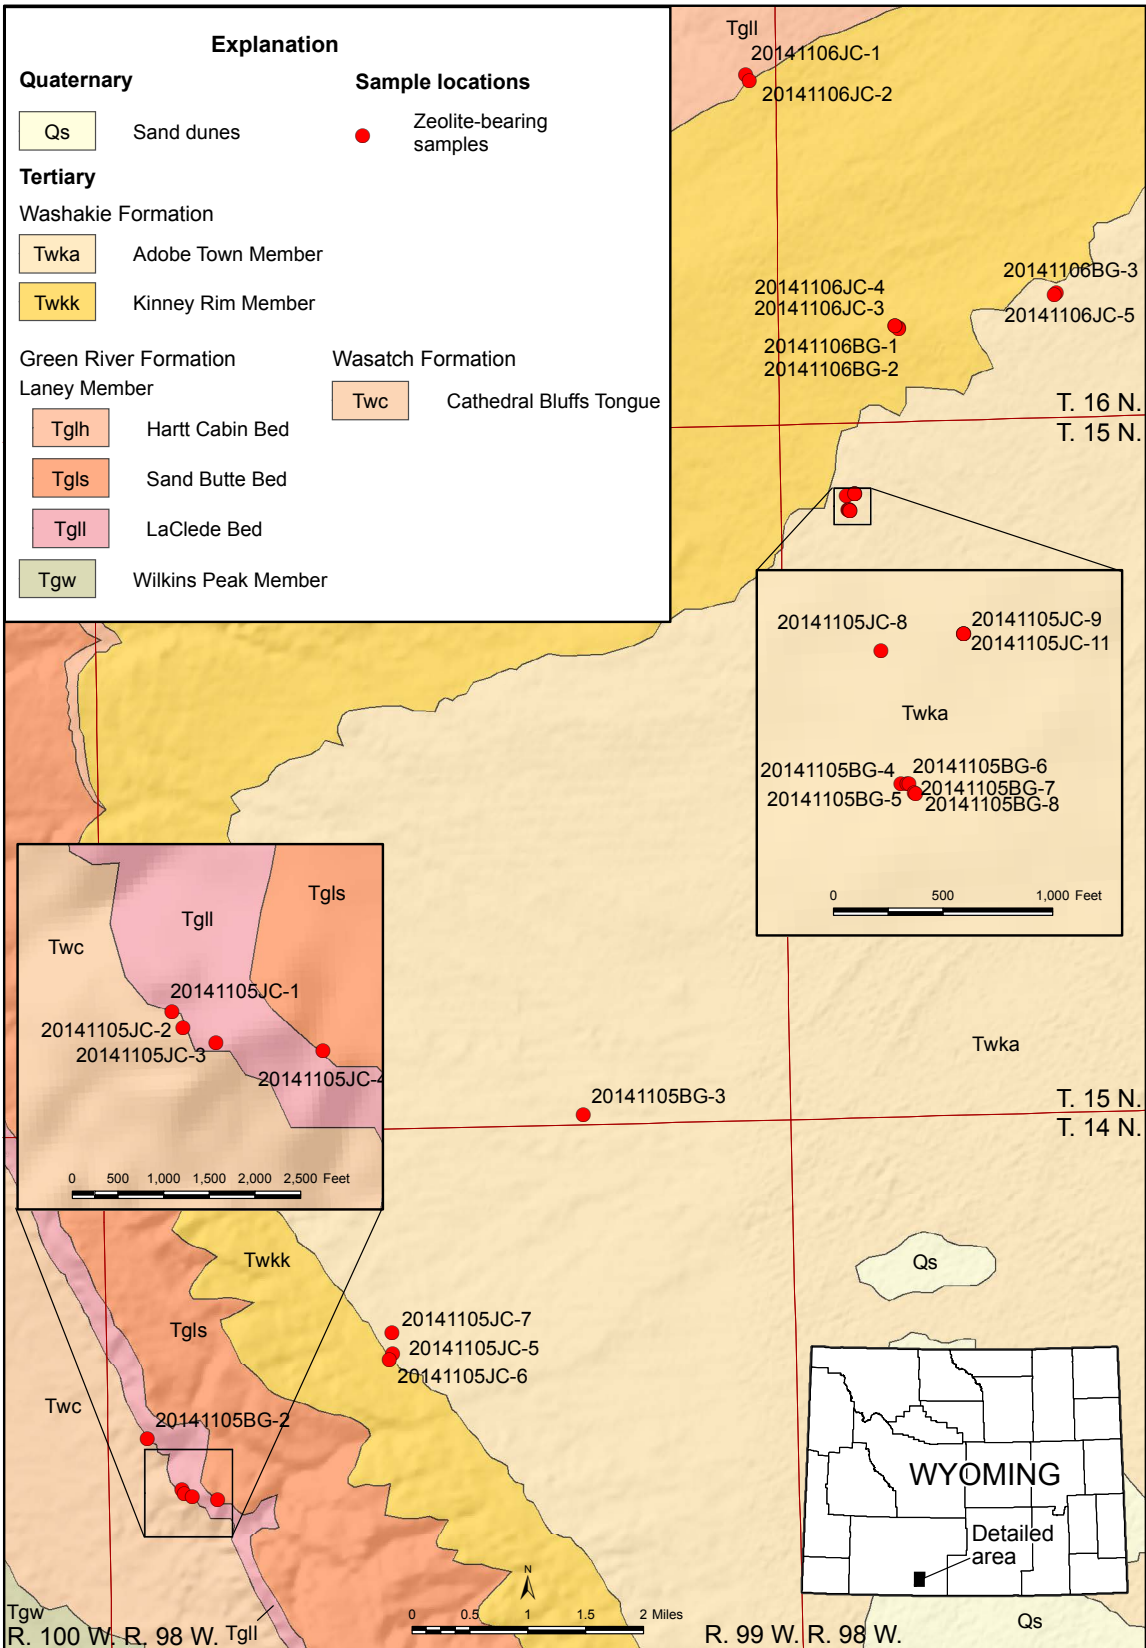 Explanation
Quaternary
Qs Sand dunes
Tertiary
Washakie Formation
Twka Adobe Town Member
Twkk Kinney Rim Member
Green River Formation
Laney Member
Tglh Hartt Cabin Bed
Tgls Sand Butte Bed
Tgll LaClede Bed
Tgw Wilkins Peak Member
Sample locations
Zeolite-bearing
samples
Wasatch Formation
Twc Cathedral Bluffs Tongue
Tgll
20141106JC-1
20141106JC-2
20141106JC-4
20141106JC-3
20141106BG-1
20141106BG-2
20141106BG-3
20141106JC-5
T. 16 N.
T. 15 N.
20141105JC-8
20141105JC-9
20141105JC-11
Twka
20141105BG-4
20141105BG-6
20141105BG-5
20141105BG-7
20141105BG-8
0 500 1,000 Feet
Tgls
Tgll
Twc
20141105JC-1
20141105JC-2
20141105JC-3
20141105JC-4
0 500 1,000 1,500 2,000 2,500 Feet
Twka
20141105BG-3
T. 15 N.
T. 14 N.
Twkk
Qs
20141105JC-7
20141105JC-5
20141105JC-6
Tgls
Twc
20141105BG-2
WYOMING
Detailed
area
N
0 0.5 1 1.5 2 Miles
Tgw
R. 100 W. R. 98 W.
Tgll
R. 99 W. R. 98 W.
Qs